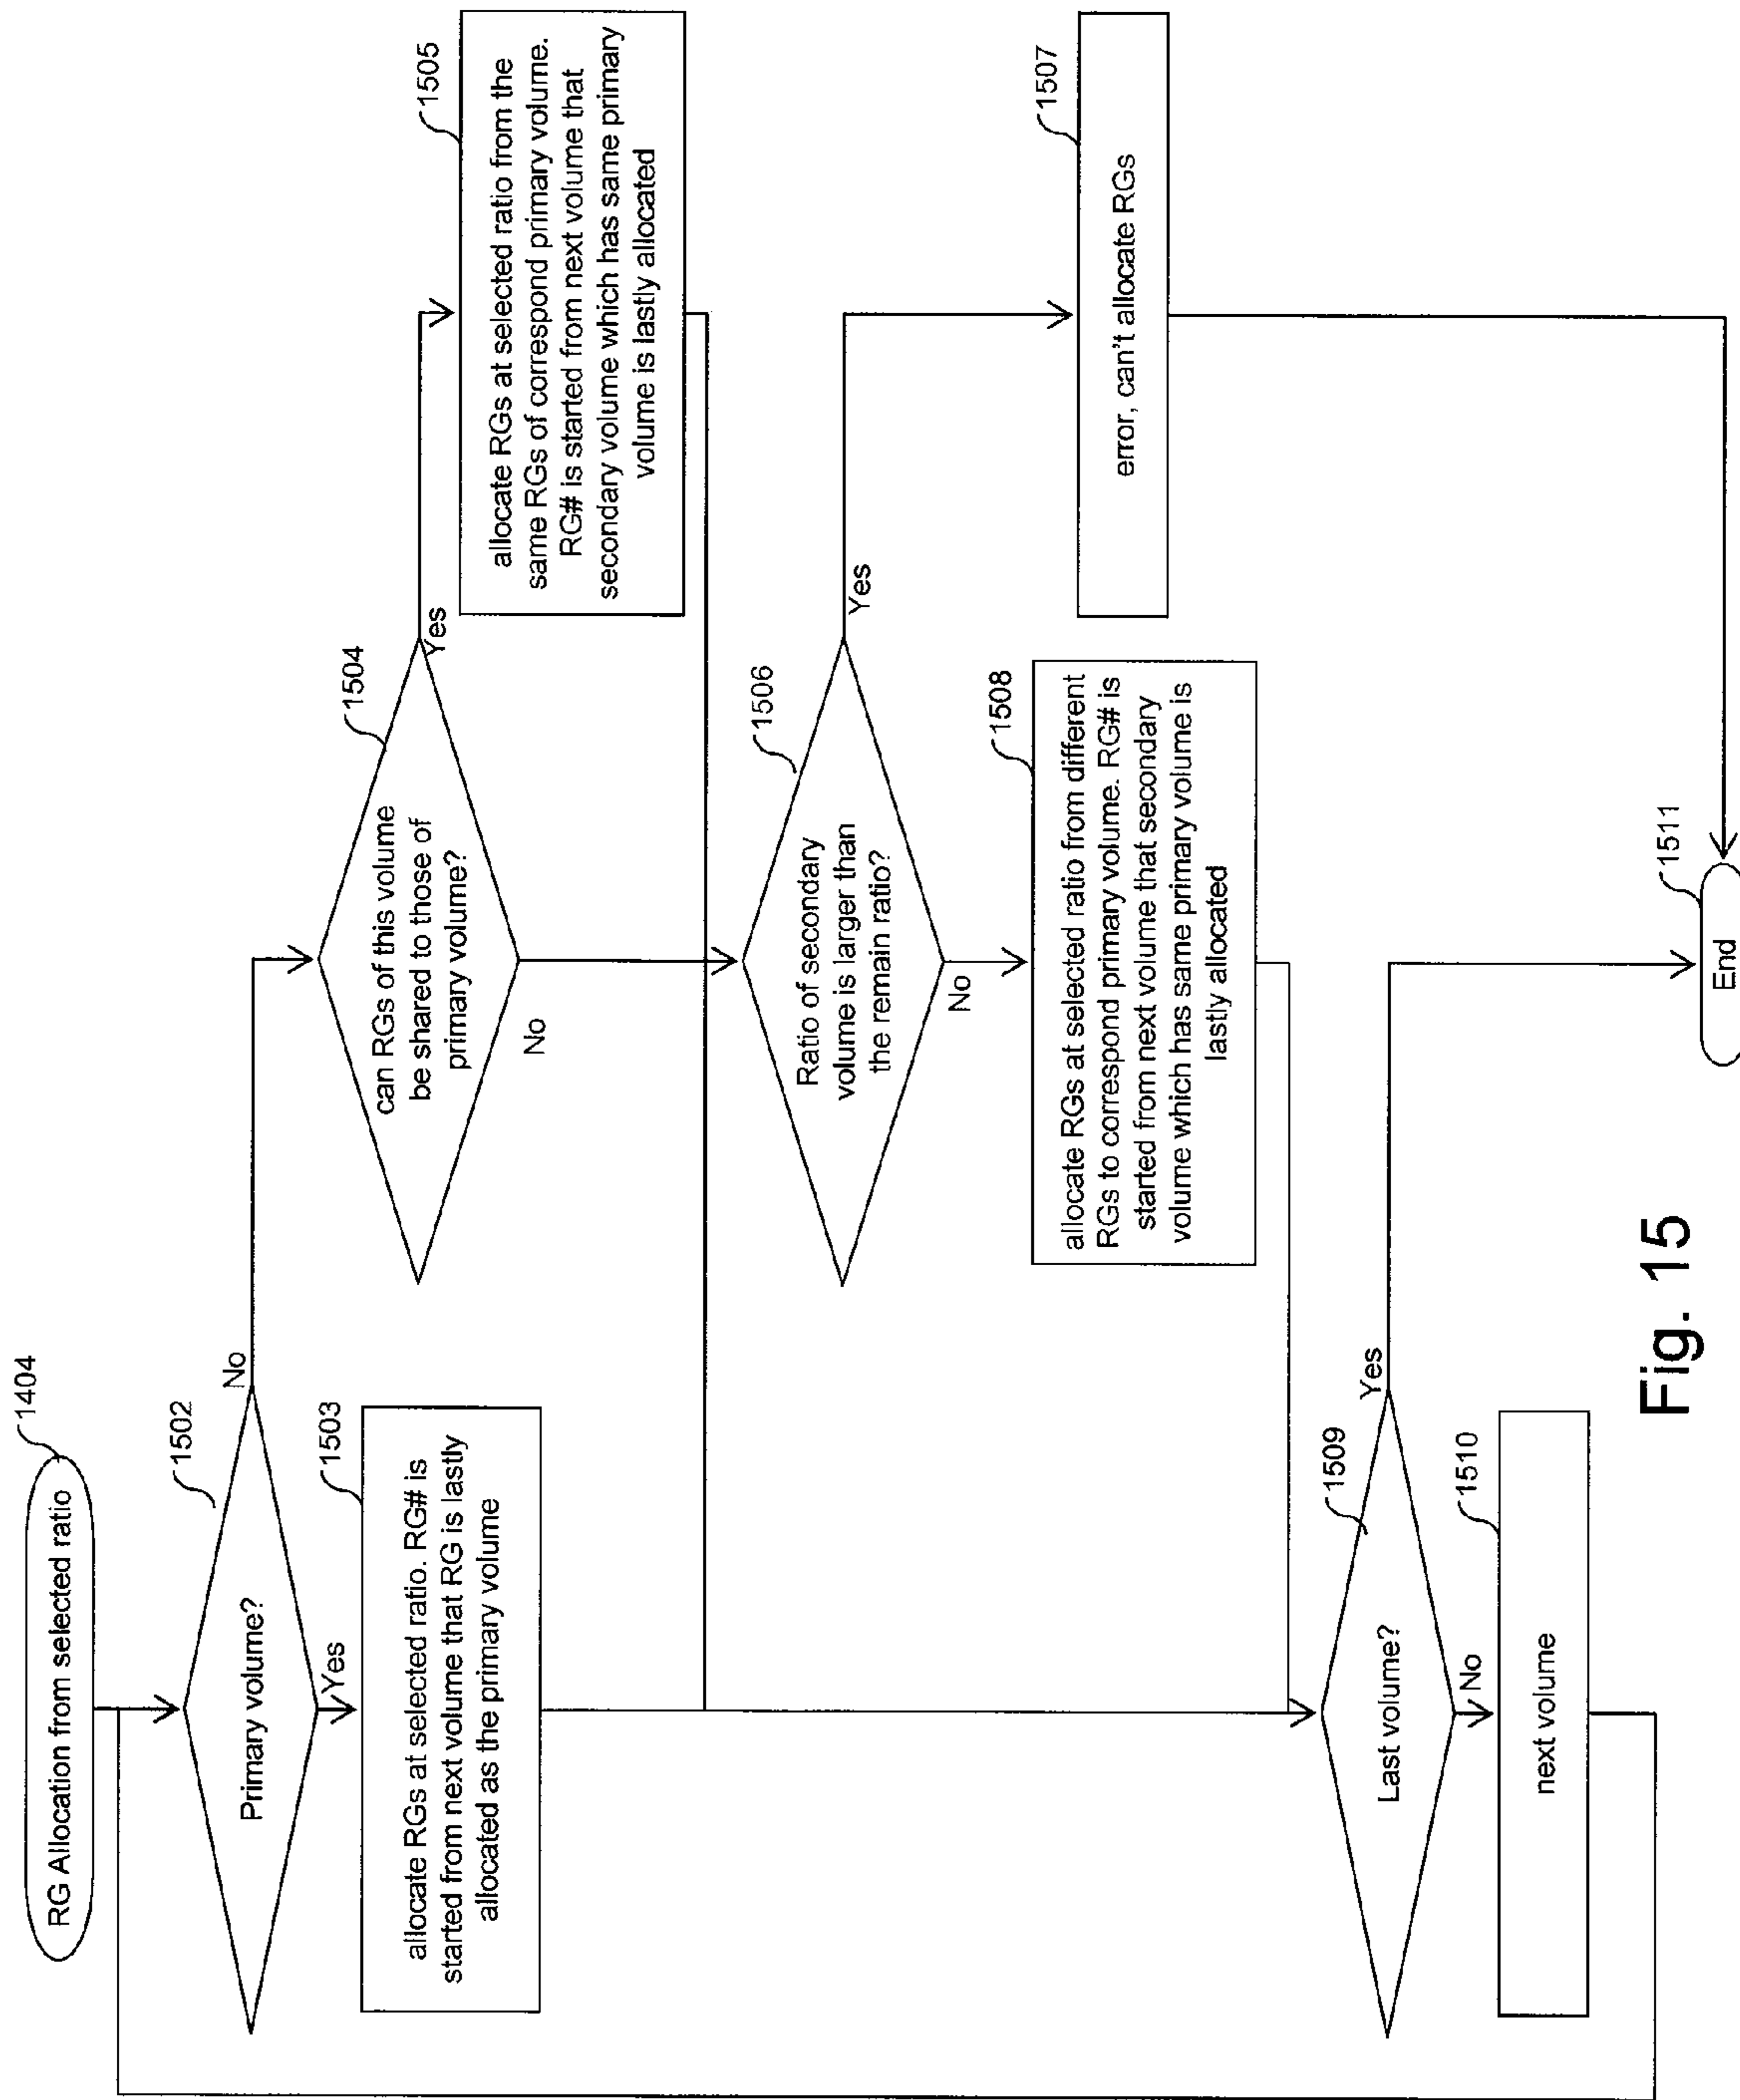 RG Allocation from selected ratio
1404
Primary volume?
1502
No
Yes
allocate RGs at selected ratio. RG# is
started from next volume that RG is lastly
allocated as the primary volume
1503
can RGs of this volume
be shared to those of
primary volume?
1504
Yes
No
allocate RGs at selected ratio from the
same RGs of correspond primary volume.
RG# is started from next volume that
secondary volume which has same primary
volume is lastly allocated
1505
Ratio of secondary
volume is larger than
the remain ratio?
1506
Yes
No
error, can't allocate RGs
1507
allocate RGs at selected ratio from different
RGs to correspond primary volume. RG# is
started from next volume that secondary
volume which has same primary volume is
lastly allocated
1508
Last volume?
1509
Yes
No
next volume
1510
End
1511
Fig. 15